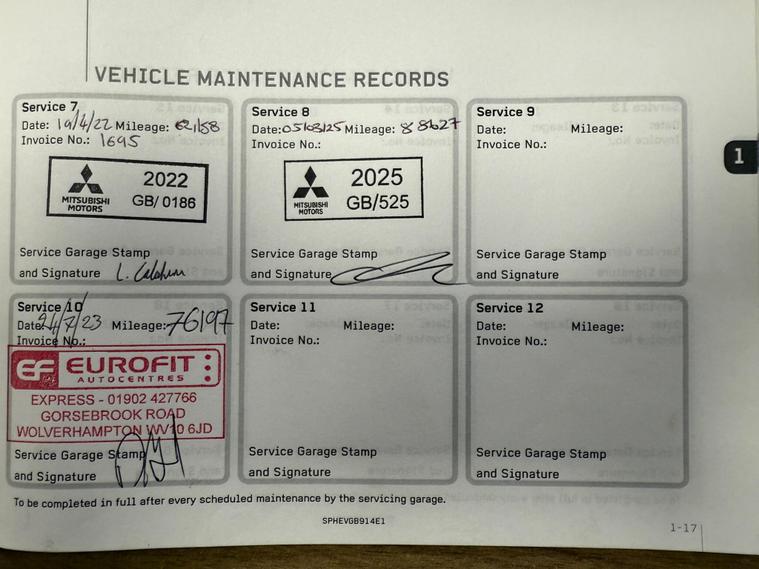 VEHICLE MAINTENANCE RECORDS
Service 7
Date: 19/4/22 Mileage: 62,158
Invoice No.: 1695
MITSUBISHI MOTORS
2022
GB/0186
Service Garage Stamp
and Signature
Service 8
Date: 05/03/25 Mileage: 88627
Invoice No.:
MITSUBISHI MOTORS
2025
GB/525
Service Garage Stamp
and Signature
Service 9
Date: Mileage:
Invoice No.:
Service Garage Stamp
and Signature
1
Service 10
Date: 24/7/23 Mileage: 76197
Invoice No.:
EF EUROFIT
AUTOCENTRES
EXPRESS - 01902 427766
GORSEBROOK ROAD
WOLVERHAMPTON WV10 6JD
Service Garage Stamp
and Signature
Service 11
Date: Mileage:
Invoice No.:
Service Garage Stamp
and Signature
Service 12
Date: Mileage:
Invoice No.:
Service Garage Stamp
and Signature
To be completed in full after every scheduled maintenance by the servicing garage.
SPHEVGB914E1
1-17